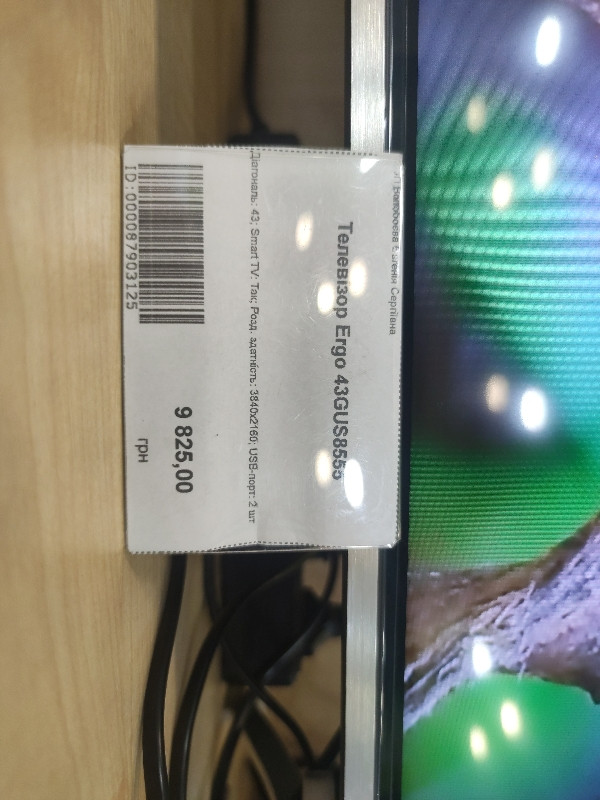 Сергіївна
Телевізор Ergo 43GUS8555
Діагональ: 43; Smart TV: Так; Розд. здатність: 3840x2160; USB-порт: 2 шт
9 825,00
грн
ID:000087903125